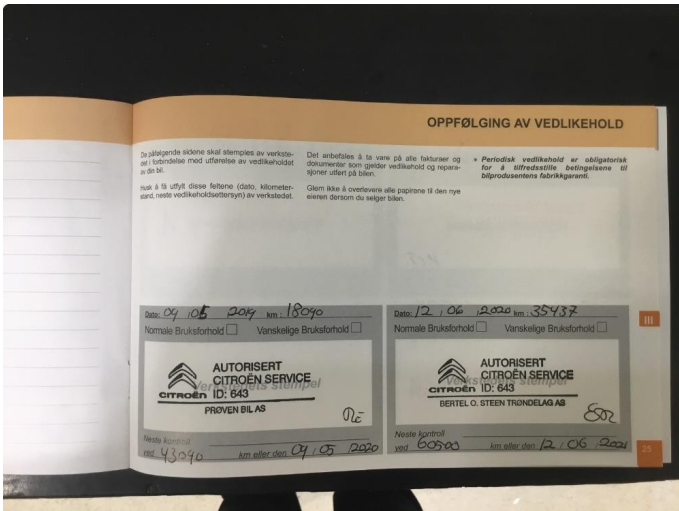 OPPFØLGING AV VEDLIKEHOLD
De påfølgende sidene skal stemples av verkste-
det i forbindelse med utførelse av vedlikeholdet
av din bil.
Husk å få utfylt disse feltene (dato, kilometer-
stand, neste vedlikeholdsettersyn) av verkstedet.
Det anbefales å ta vare på alle fakturaer og
dokumenter som gjelder vedlikehold og repara-
sjoner utført på bilen.
Glem ikke å overlevere alle papirene til den nye
eieren dersom du selger bilen.
* Periodisk vedlikehold er obligatorisk
for å tilfredsstille betingelsene til
bilprodusentens fabrikkgaranti.
Dato: 09 / 05 / 2019 km: 18090
Normale Bruksforhold Vanskelige Bruksforhold
Verkstedets stempel
AUTORISERT
CITROËN SERVICE
CITROËN ID: 643
PRØVEN BIL AS
Neste kontroll
ved 43090 km eller den 09 / 05 / 2020
Dato: 12 / 06 / 2020 km: 35437
Normale Bruksforhold Vanskelige Bruksforhold
Verkstedets stempel
AUTORISERT
CITROËN SERVICE
CITROËN ID: 643
BERTEL O. STEEN TRØNDELAG AS
Neste kontroll
ved 60500 km eller den 12 / 06 / 2021
III
25